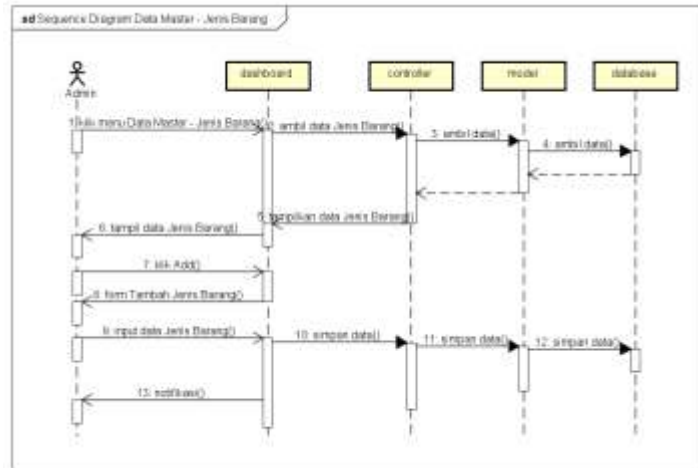 sd Sequence Diagram Data Master - Jenis Barang
Admin
dashboard
controller
model
database
1: klik menu Data Master - Jenis Barang()
2: ambil data Jenis Barang()
3: ambil data()
4: ambil data()
5: tampilkan data Jenis Barang()
6: tampil data Jenis Barang()
7: klik Add()
8: form Tambah Jenis Barang()
9: input data Jenis Barang()
10: simpan data()
11: simpan data()
12: simpan data()
13: notifikasi()